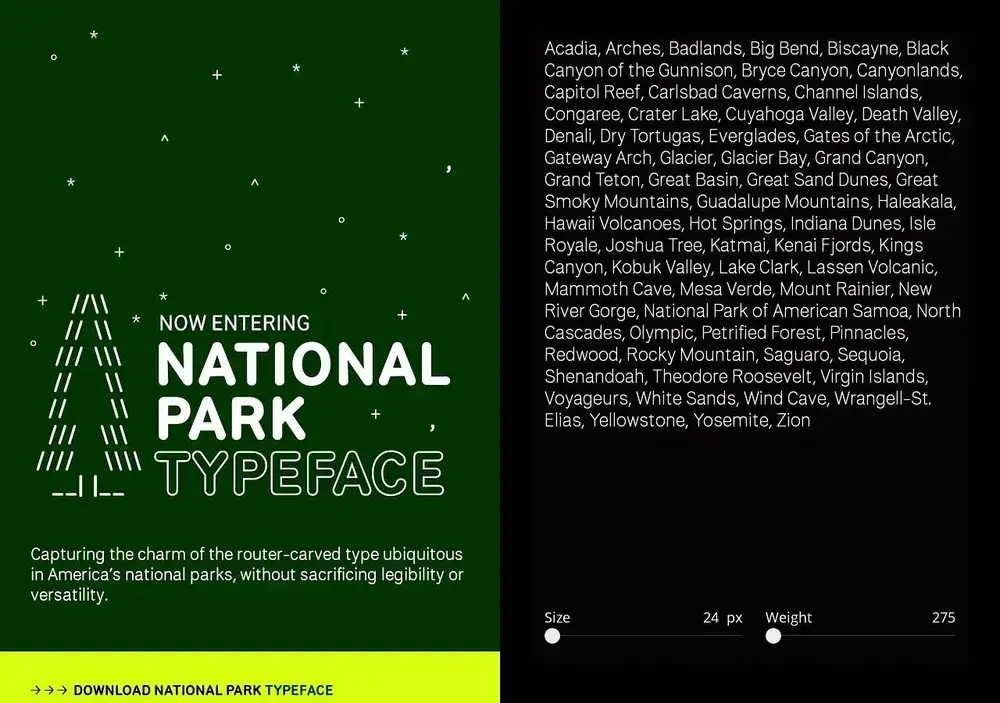 NOW ENTERING
NATIONAL
PARK
TYPEFACE
Capturing the charm of the router-carved type ubiquitous
in America's national parks, without sacrificing legibility or
versatility.
→→→ DOWNLOAD NATIONAL PARK TYPEFACE
Acadia, Arches, Badlands, Big Bend, Biscayne, Black
Canyon of the Gunnison, Bryce Canyon, Canyonlands,
Capitol Reef, Carlsbad Caverns, Channel Islands,
Congaree, Crater Lake, Cuyahoga Valley, Death Valley,
Denali, Dry Tortugas, Everglades, Gates of the Arctic,
Gateway Arch, Glacier, Glacier Bay, Grand Canyon,
Grand Teton, Great Basin, Great Sand Dunes, Great
Smoky Mountains, Guadalupe Mountains, Haleakala,
Hawaii Volcanoes, Hot Springs, Indiana Dunes, Isle
Royale, Joshua Tree, Katmai, Kenai Fjords, Kings
Canyon, Kobuk Valley, Lake Clark, Lassen Volcanic,
Mammoth Cave, Mesa Verde, Mount Rainier, New
River Gorge, National Park of American Samoa, North
Cascades, Olympic, Petrified Forest, Pinnacles,
Redwood, Rocky Mountain, Saguaro, Sequoia,
Shenandoah, Theodore Roosevelt, Virgin Islands,
Voyageurs, White Sands, Wind Cave, Wrangell-St.
Elias, Yellowstone, Yosemite, Zion
Size 24 px Weight 275